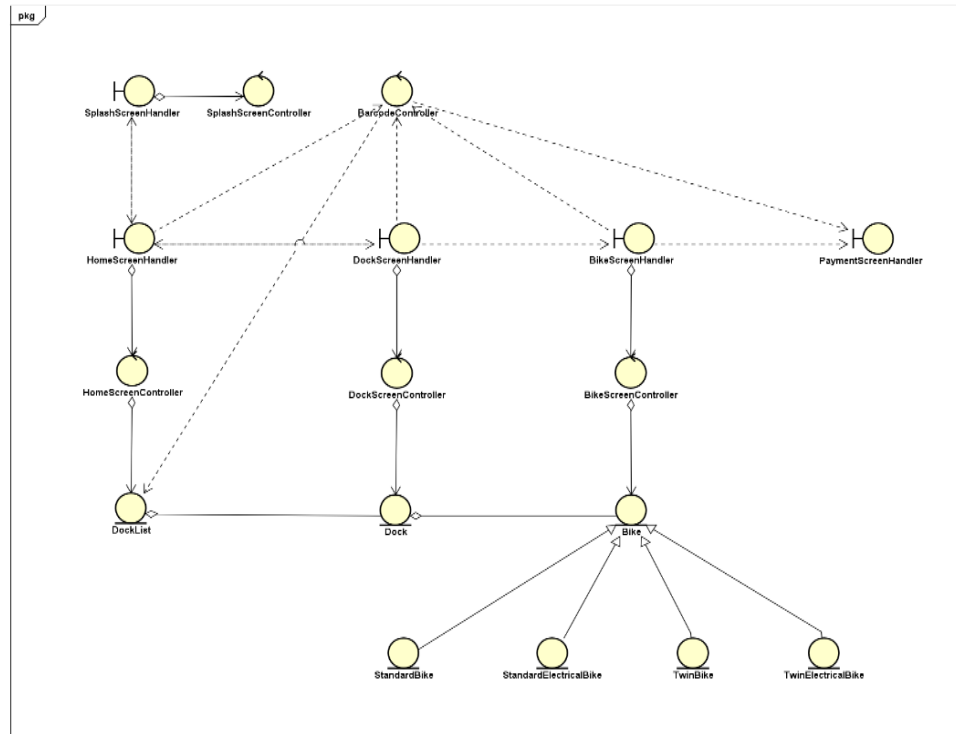 pkg
SplashScreenHandler
SplashScreenController
BarcodeController
HomeScreenHandler
DockScreenHandler
BikeScreenHandler
PaymentScreenHandler
HomeScreenController
DockScreenController
BikeScreenController
DockList
Dock
Bike
StandardBike
StandardElectricalBike
TwinBike
TwinElectricalBike